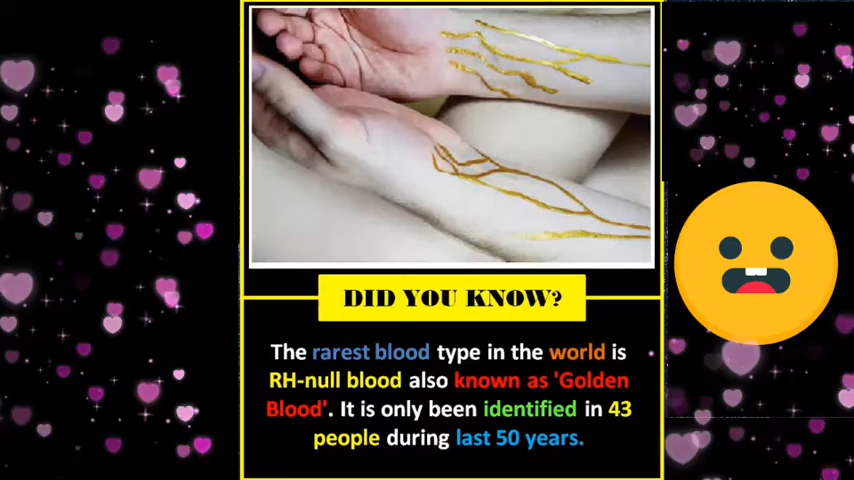 DID YOU KNOW?
The rarest blood type in the world is
RH-null blood also known as 'Golden
Blood'. It is only been identified in 43
people during last 50 years.